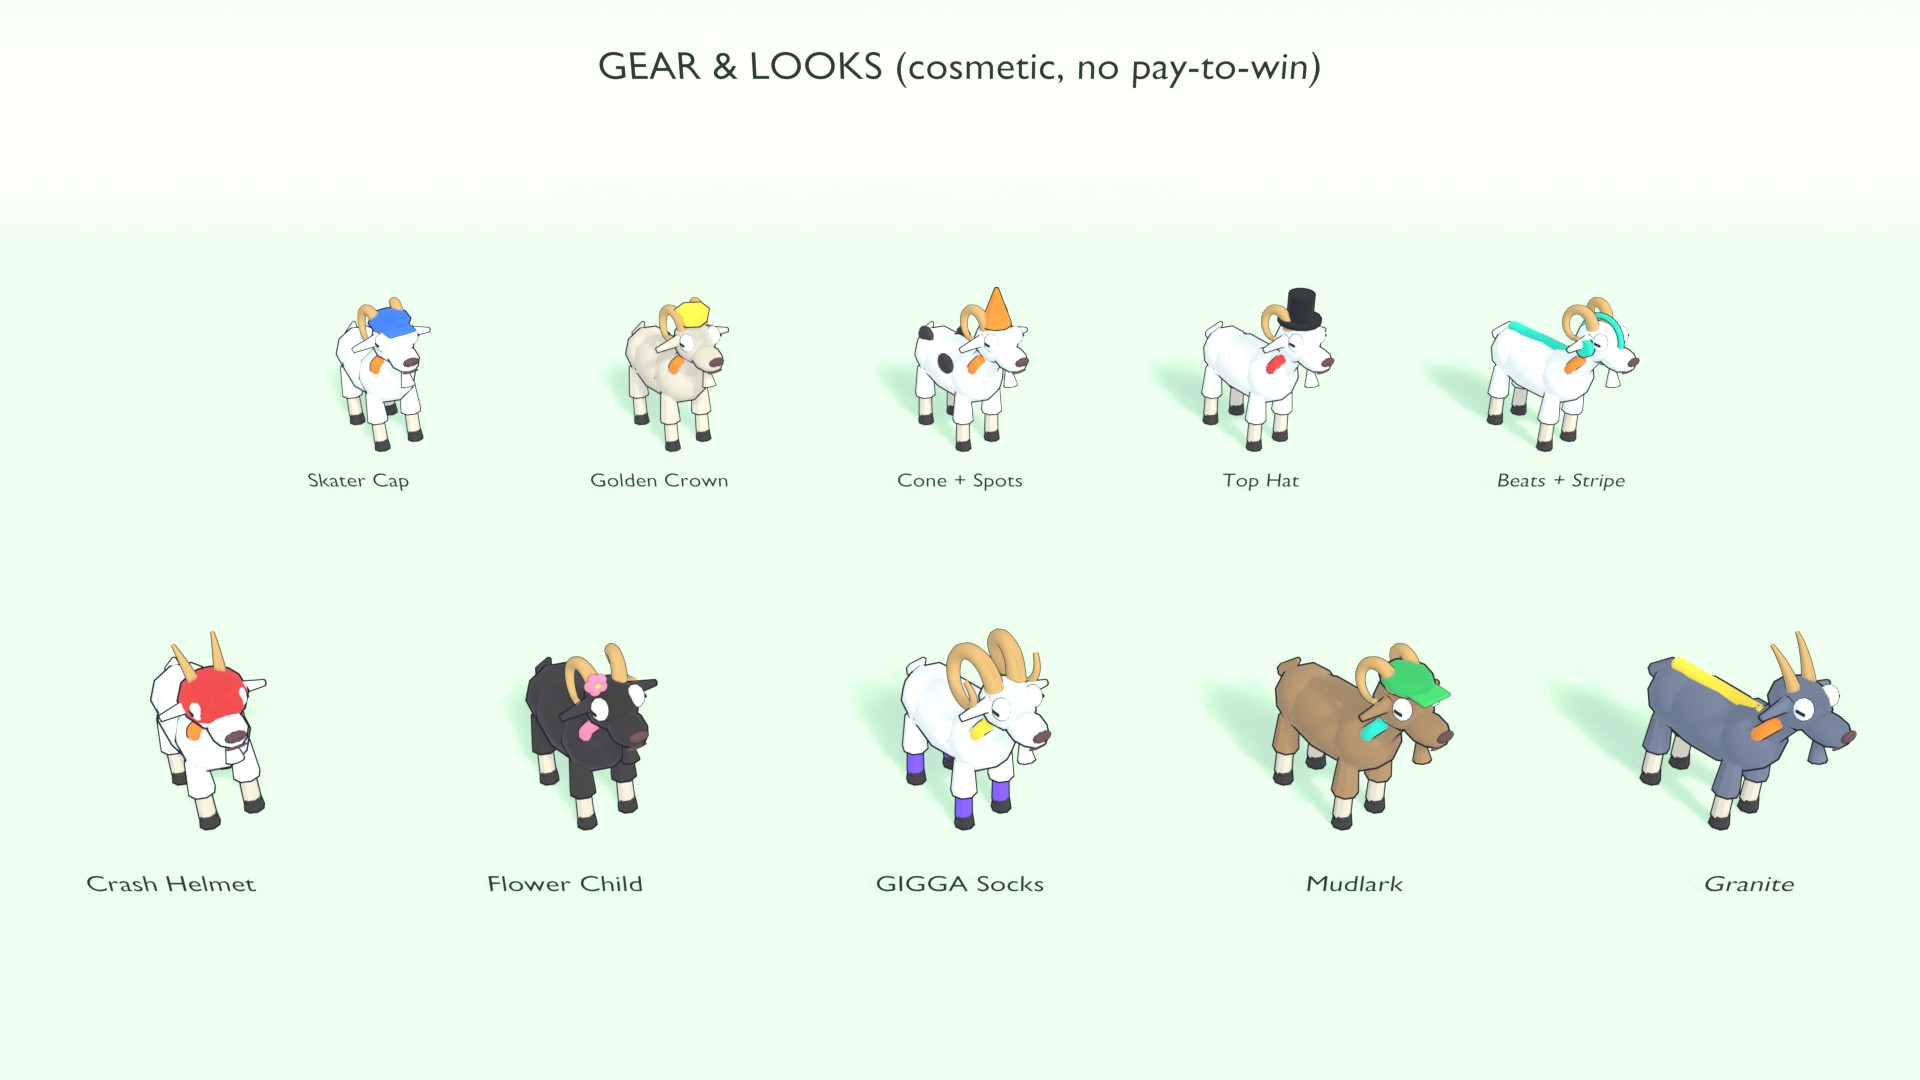 GEAR & LOOKS (cosmetic, no pay-to-win)
Skater Cap
Golden Crown
Cone + Spots
Top Hat
Beats + Stripe
Crash Helmet
Flower Child
GIGGA Socks
Mudlark
Granite